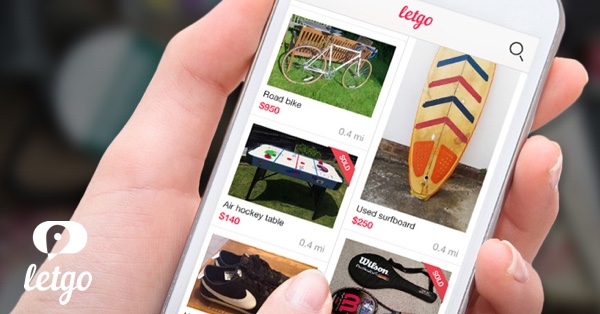 letgo
Road bike
$950
0.4 mi
SOLD
Air hockey table
$140
0.4 mi
Used surfboard
$250
0.4 mi
SOLD
Wilson
letgo